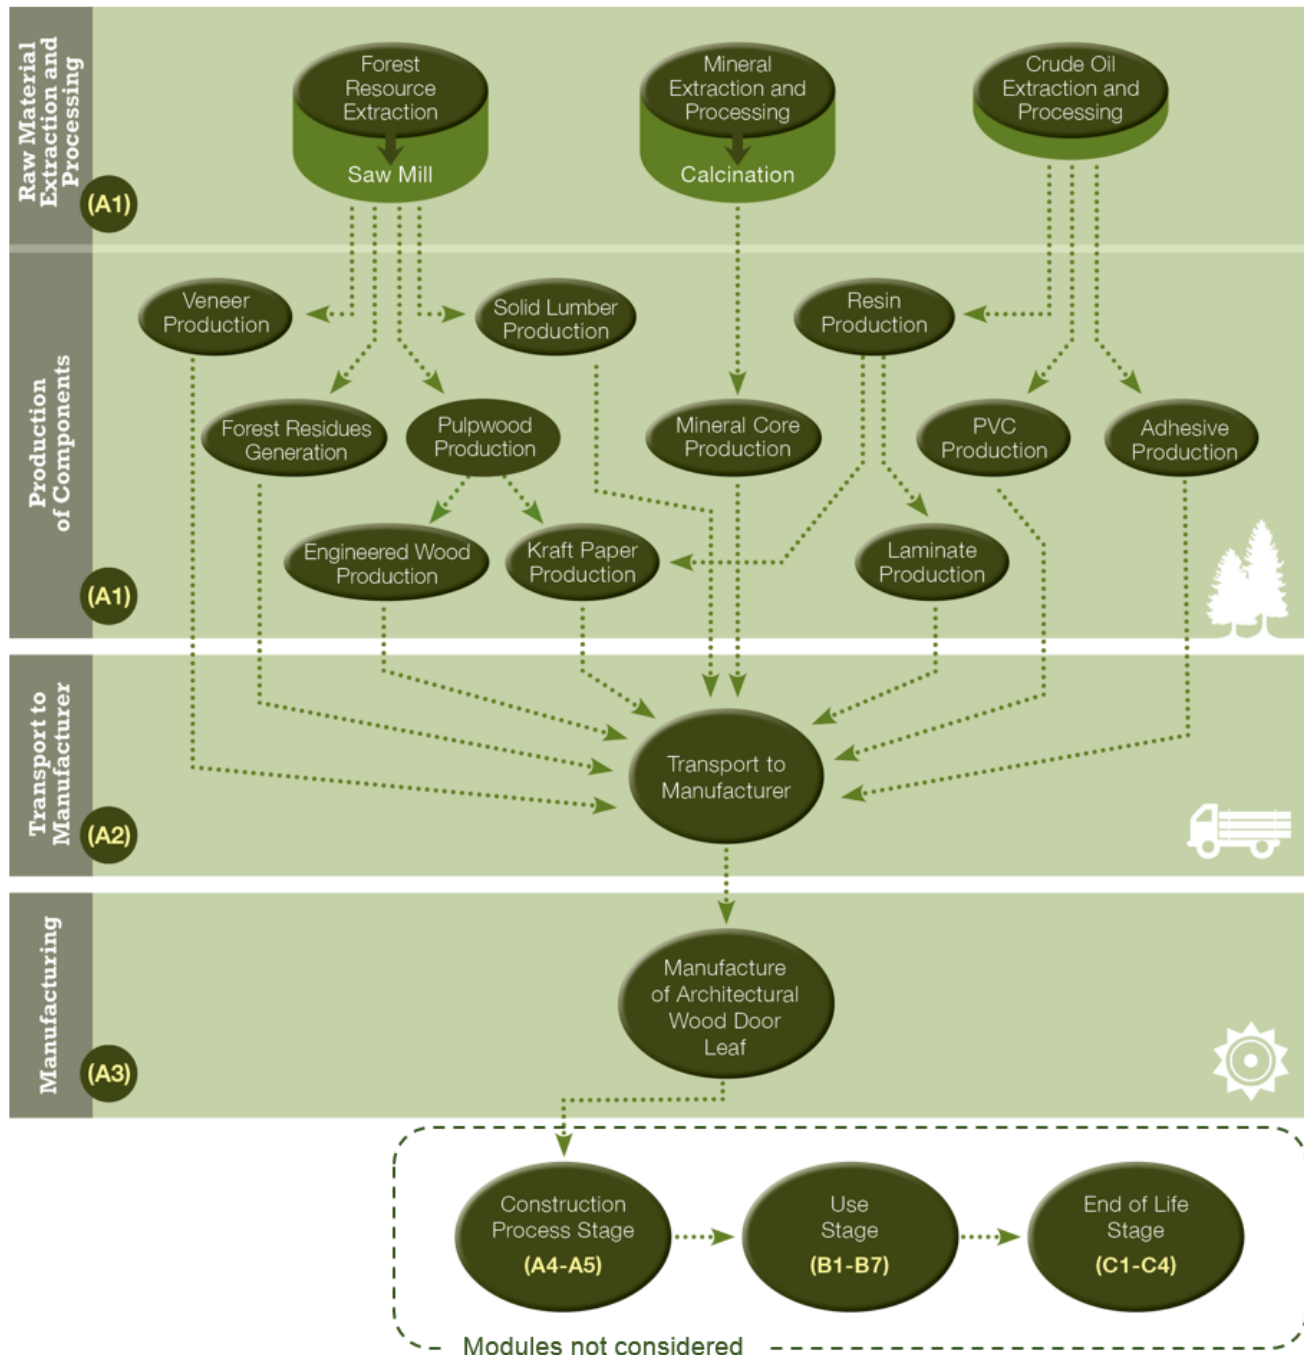 Raw Material
Extraction and
Processing
(A1)
Forest
Resource
Extraction
Saw Mill
Mineral
Extraction and
Processing
Calcination
Crude Oil
Extraction and
Processing
Production
of Components
(A1)
Veneer
Production
Solid Lumber
Production
Resin
Production
Forest Residues
Generation
Pulpwood
Production
Mineral Core
Production
PVC
Production
Adhesive
Production
Engineered Wood
Production
Kraft Paper
Production
Laminate
Production
Transport to
Manufacturer
(A2)
Transport to
Manufacturer
Manufacturing
(A3)
Manufacture
of Architectural
Wood Door
Leaf
Construction
Process Stage
(A4-A5)
Use
Stage
(B1-B7)
End of Life
Stage
(C1-C4)
Modules not considered